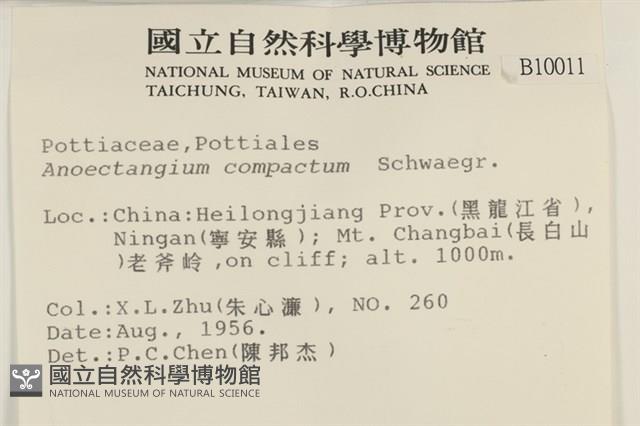 國立自然科學博物館
NATIONAL MUSEUM OF NATURAL SCIENCE
TAICHUNG, TAIWAN, R.O.CHINA
B10011
Pottiaceae,Pottiales
Anoectangium compactum Schwaegr.
Loc.:China:Heilongjiang Prov.(黑龍江省),
Ningan(寧安縣); Mt. Changbai(長白山
)老斧岭,on cliff; alt. 1000m.
Col.:X.L.Zhu(朱心濂), NO. 260
Date:Aug., 1956.
Det.:P.C.Chen(陳邦杰)
國立自然科學博物館
NATIONAL MUSEUM OF NATURAL SCIENCE